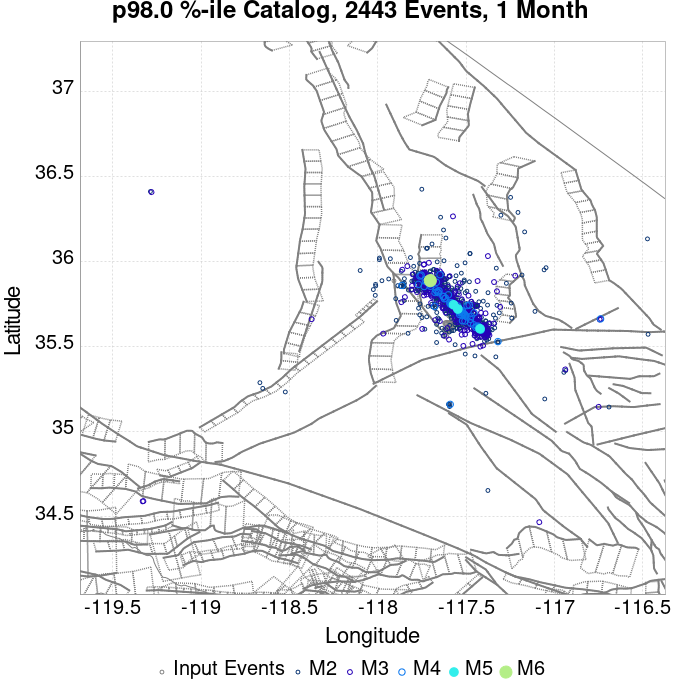 p98.0 %-ile Catalog, 2443 Events, 1 Month
37
36.5
36
35.5
35
34.5
Latitude
-119.5 -119 -118.5 -118 -117.5 -117 -116.5
Longitude
Input Events M2 M3 M4 M5 M6